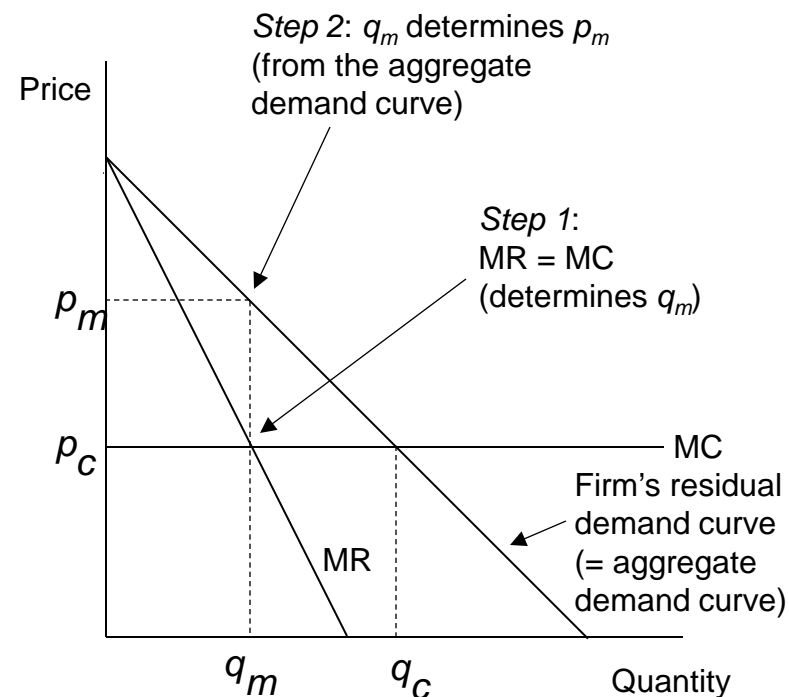 Step 2: qm determines pm
(from the aggregate
demand curve)
Price
Step 1:
MR = MC
(determines qm)
pm
pc
MC
Firm’s residual
demand curve
(= aggregate
demand curve)
MR
qm
qc
Quantity